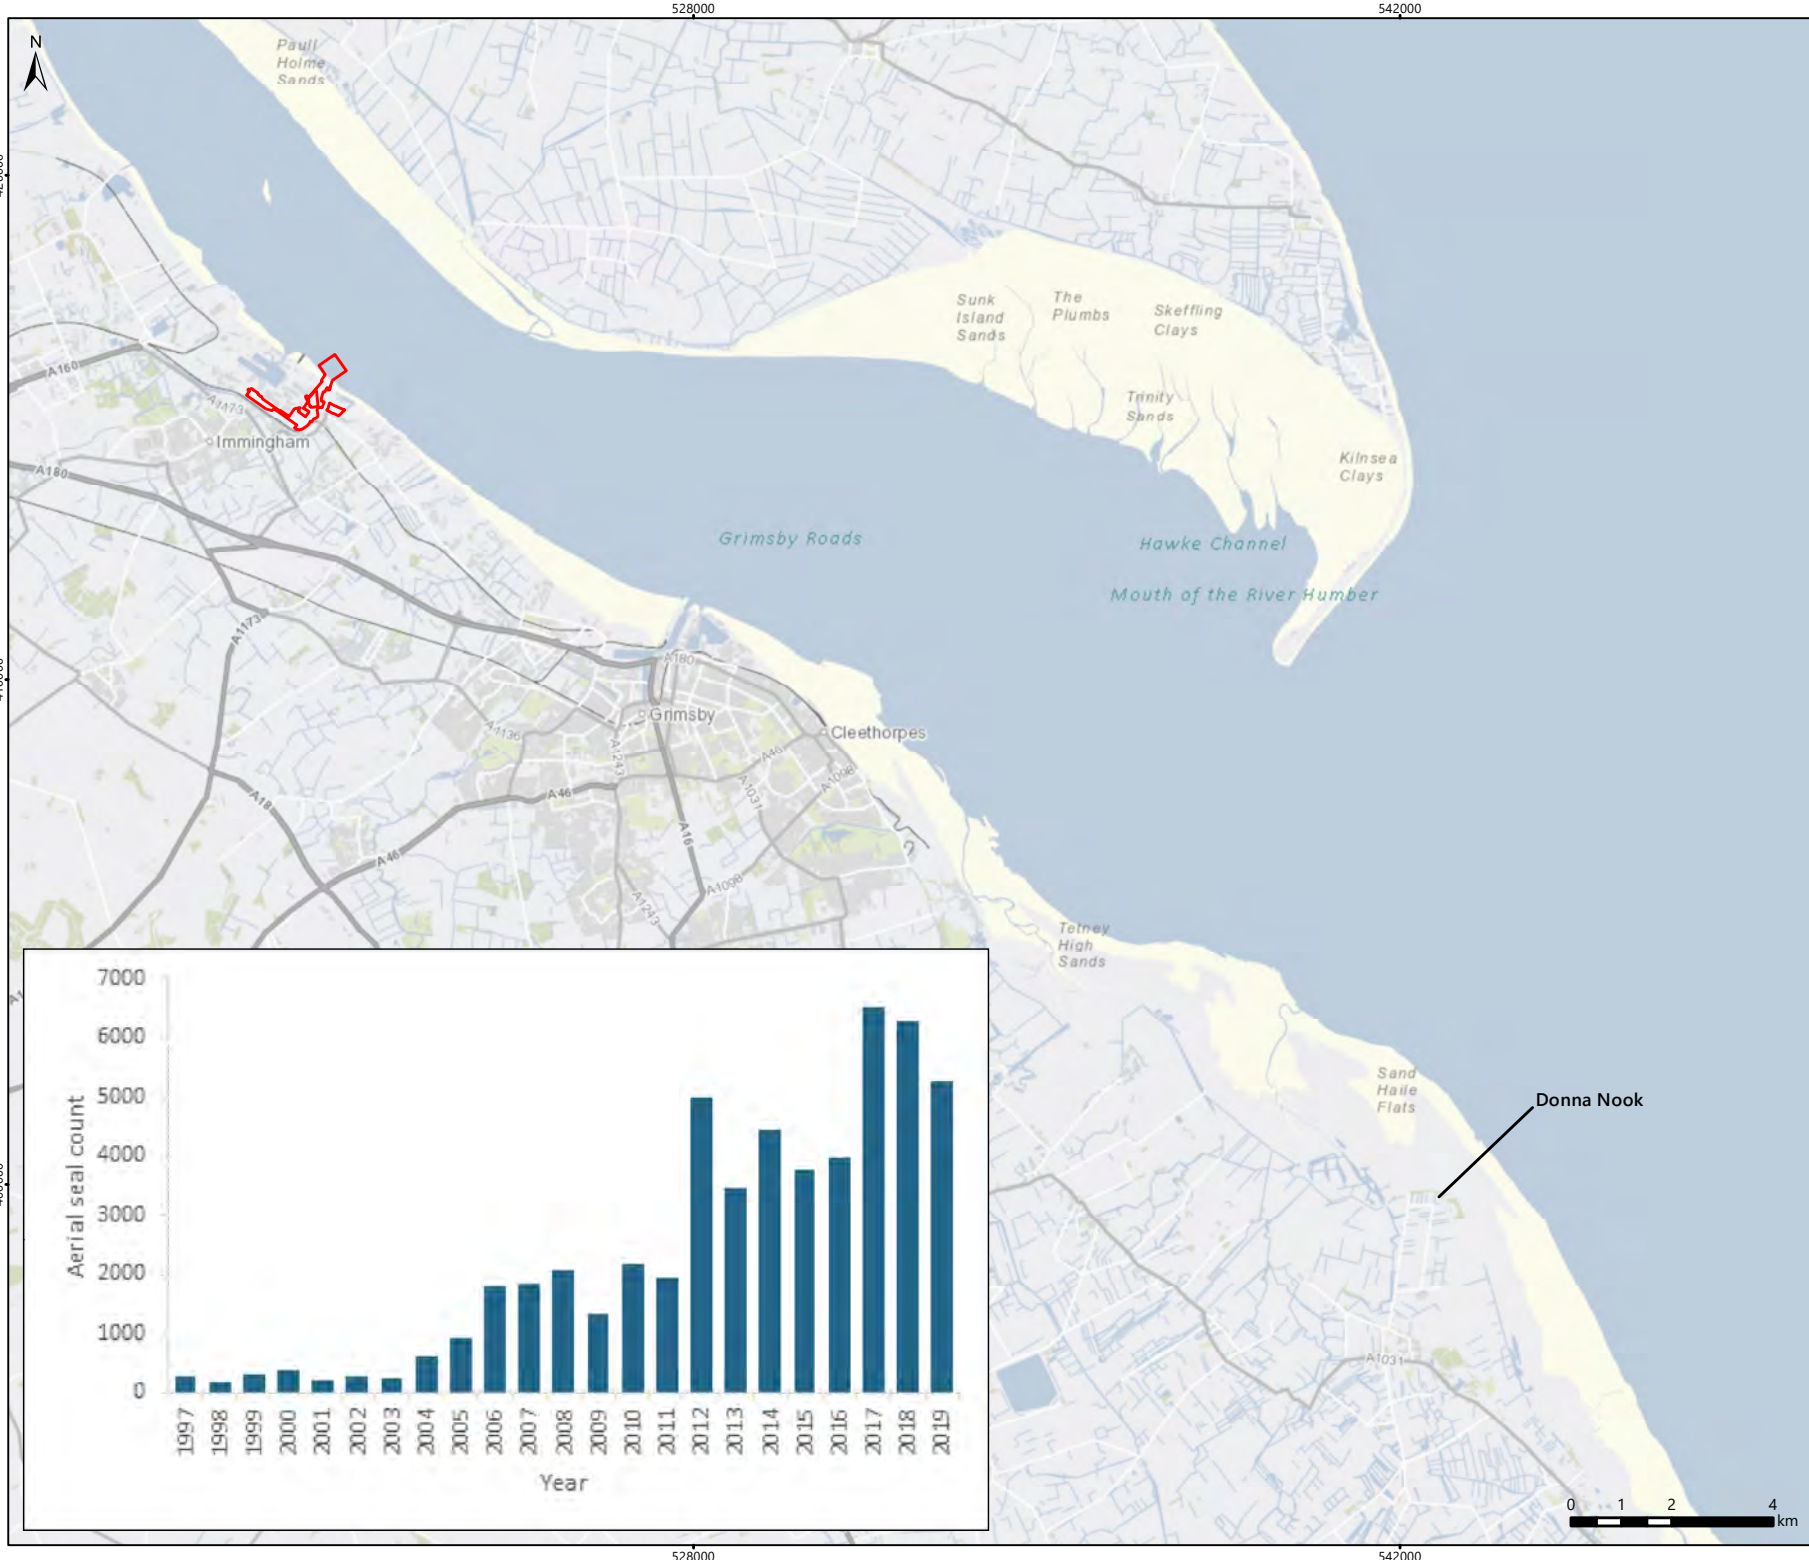 528000
542000
N
Paull
Holme
Sands
Sunk
Island
Sands
The
Plumbs
Skeffling
Clays
A160
A1173
Trinity
Sands
Immingham
Kilnsea
Clays
A180
Grimsby Roads
Hawke Channel
Mouth of the River Humber
A1173
A180
Grimsby
Cleethorpes
A1136
A1243
A46
A1098
A1031
A46
A18
A16
A46
A1098
A1243
Tetney
High
Sands
Sand
Haile
Flats
Donna Nook
A1031
7000
6000
5000
4000
3000
2000
1000
0
Aerial seal count
1997
1998
1999
2000
2001
2002
2003
2004
2005
2006
2007
2008
2009
2010
2011
2012
2013
2014
2015
2016
2017
2018
2019
Year
0 1 2 4
km
528000
542000